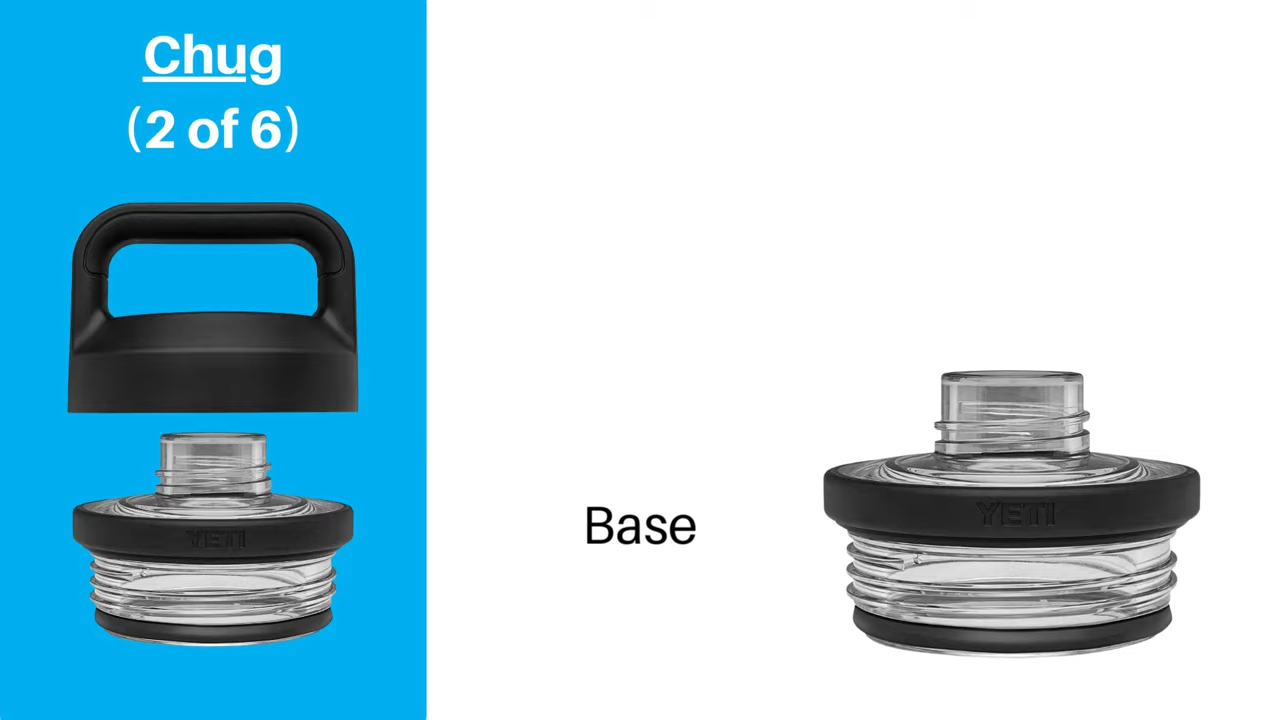 Chug
(2 of 6)
YETI
Base
YETI